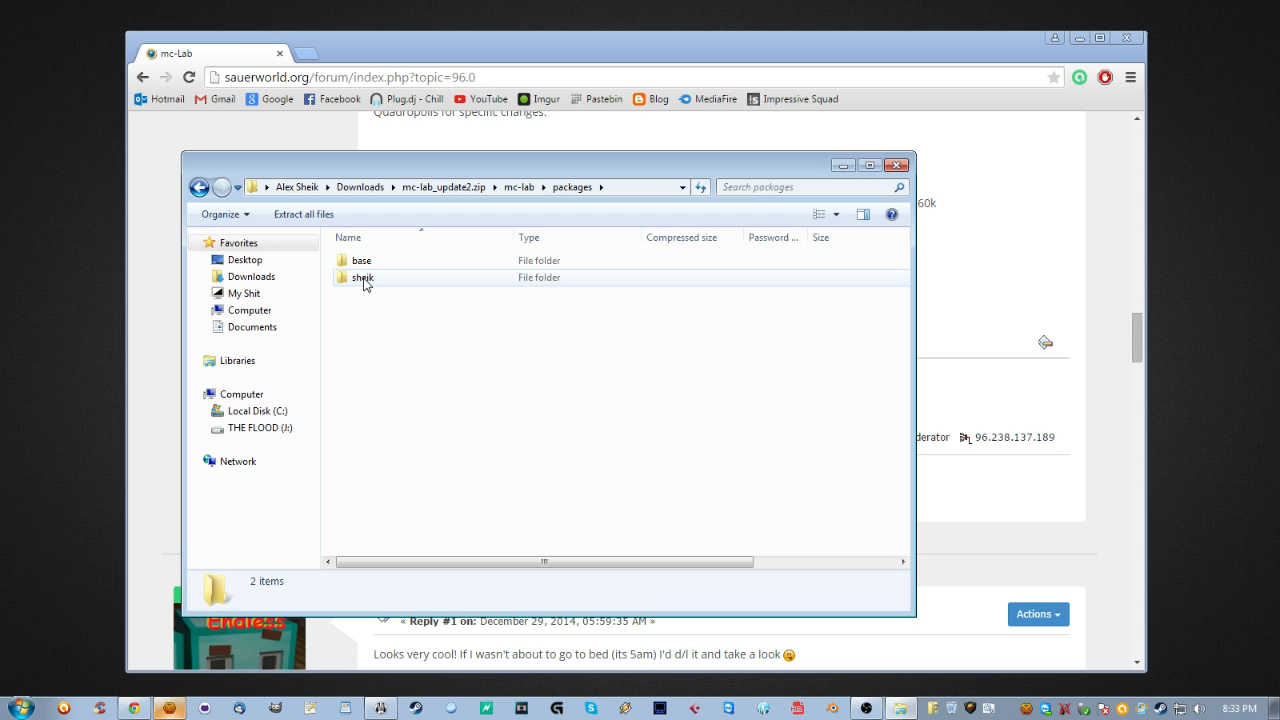 mc-Lab
sauerworld.org/forum/index.php?topic=96.0
Hotmail Gmail Google Facebook Plug.dj - Chill YouTube Imgur Pastebin Blog MediaFire Impressive Squad
Quadropolis for specific changes.
Alex Sheik Downloads mc-lab_update2.zip mc-lab packages Search packages
60k
Organize Extract all files
Name Type Compressed size Password ... Size
Favorites
Desktop
Downloads
My Shit
Computer
Documents
Libraries
Computer
Local Disk (C:)
THE FLOOD (J:)
Network
base File folder
sheik File folder
derator 96.238.137.189
2 items
Endless
« Reply #1 on: December 29, 2014, 05:59:35 AM »
Actions
Looks very cool! If I wasn't about to go to bed (its 5am) I'd d/l it and take a look
8:33 PM